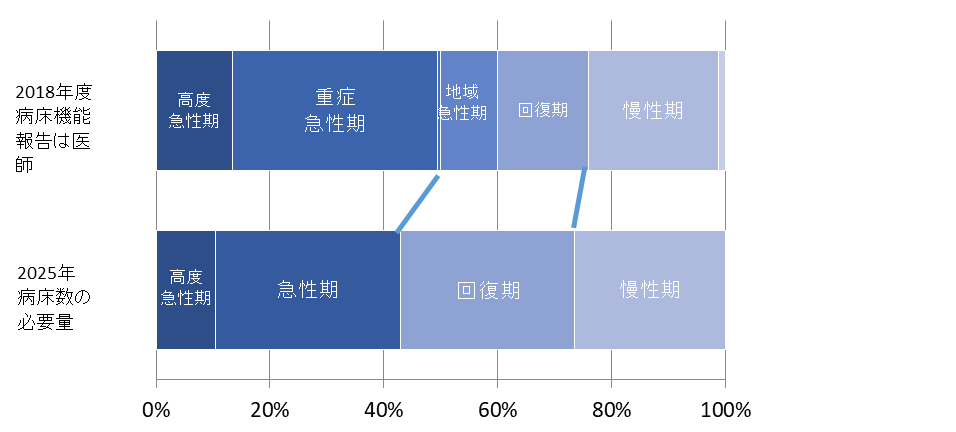 2018年度
病床機能
報告は医
師
高度
急性期
重症
急性期
地域
急性期
回復期
慢性期
2025年
病床数の
必要量
高度
急性期
急性期
回復期
慢性期
0%
20%
40%
60%
80%
100%